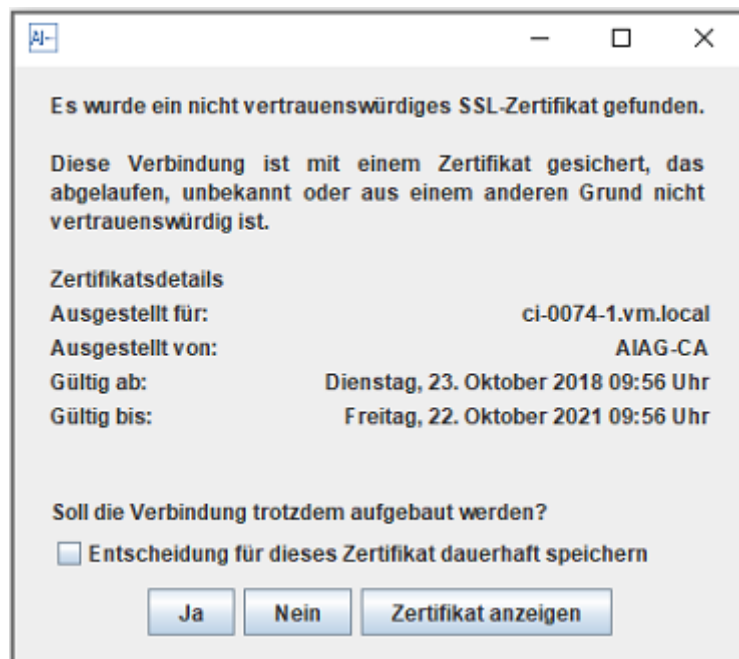 AI-
Es wurde ein nicht vertrauenswürdiges SSL-Zertifikat gefunden.
Diese Verbindung ist mit einem Zertifikat gesichert, das
abgelaufen, unbekannt oder aus einem anderen Grund nicht
vertrauenswürdig ist.
Zertifikatsdetails
Ausgestellt für: ci-0074-1.vm.local
Ausgestellt von: AIAG-CA
Gültig ab: Dienstag, 23. Oktober 2018 09:56 Uhr
Gültig bis: Freitag, 22. Oktober 2021 09:56 Uhr
Soll die Verbindung trotzdem aufgebaut werden?
Entscheidung für dieses Zertifikat dauerhaft speichern
Ja Nein Zertifikat anzeigen